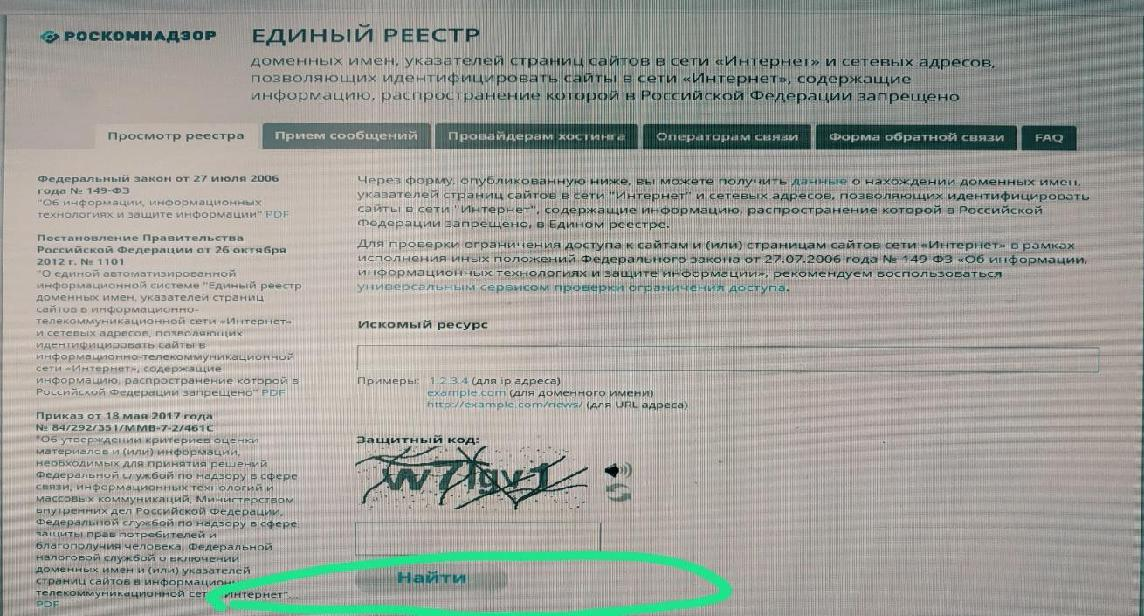 РОСКОМНАДЗОР
ЕДИНЫЙ РЕЕСТР
доменных имен, указателей страниц сайтов в сети «Интернет» и сетевых адресов,
позволяющих идентифицировать сайты в сети «Интернет», содержащие
информацию, распространение которой в Российской Федерации запрещено
Просмотр реестра
Прием сообщений
Провайдерам хостинга
Операторам связи
Форма обратной связи
FAQ
Федеральный закон от 27 июля 2006
года № 149-ФЗ
"Об информации, информационных
технологиях и защите информации" PDF
Постановление Правительства
Российской Федерации от 26 октября
2012 г. № 1101
"О единой автоматизированной
информационной системе "Единый реестр
доменных имен, указателей страниц
сайтов в информационно-
телекоммуникационной сети «Интернет»
и сетевых адресов, позволяющих
идентифицировать сайты в
информационно-телекоммуникационной
сети «Интернет», содержащие
информацию, распространение которой в
Российской Федерации запрещено" PDF
Приказ от 18 мая 2017 года
№ 84/292/351/ММВ-7-2/461С
"Об утверждении критериев оценки
материалов и (или) информации,
необходимых для принятия решений
Федеральной службой по надзору в сфере
связи, информационных технологий и
массовых коммуникаций, Министерством
внутренних дел Российской Федерации,
Федеральной службой по надзору в сфере
защиты прав потребителей и
благополучия человека, Федеральной
налоговой службой о включении
доменных имен и (или) указателей
страниц сайтов в информационно-
телекоммуникационной сети "Интернет"...
PDF
Через форму, опубликованную ниже, вы можете получить данные о нахождении доменных имен,
указателей страниц сайтов в сети "Интернет" и сетевых адресов, позволяющих идентифицировать
сайты в сети "Интернет", содержащие информацию, распространение которой в Российской
Федерации запрещено, в Едином реестре.
Для проверки ограничения доступа к сайтам и (или) страницам сайтов сети «Интернет» в рамках
исполнения иных положений Федерального закона от 27.07.2006 года № 149 ФЗ «Об информации,
информационных технологиях и защите информации», рекомендуем воспользоваться
универсальным сервисом проверки ограничения доступа.
Искомый ресурс
Примеры: 1.2.3.4 (для ip адреса)
example.com (для доменного имени)
http://example.com/news/ (для URL адреса)
Защитный код:
Найти